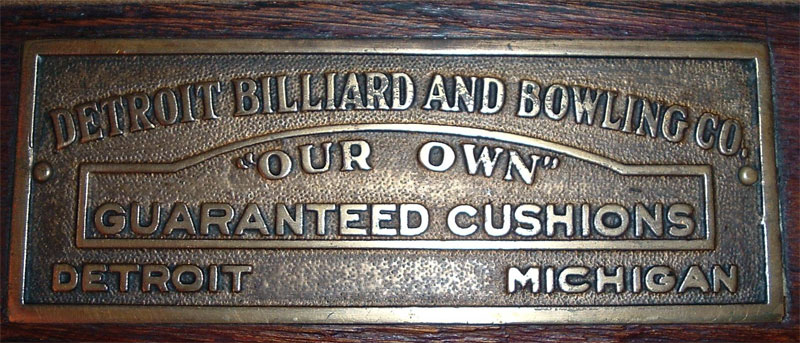 DETROIT BILLIARD AND BOWLING CO.
"OUR OWN"
GUARANTEED CUSHIONS
DETROIT MICHIGAN